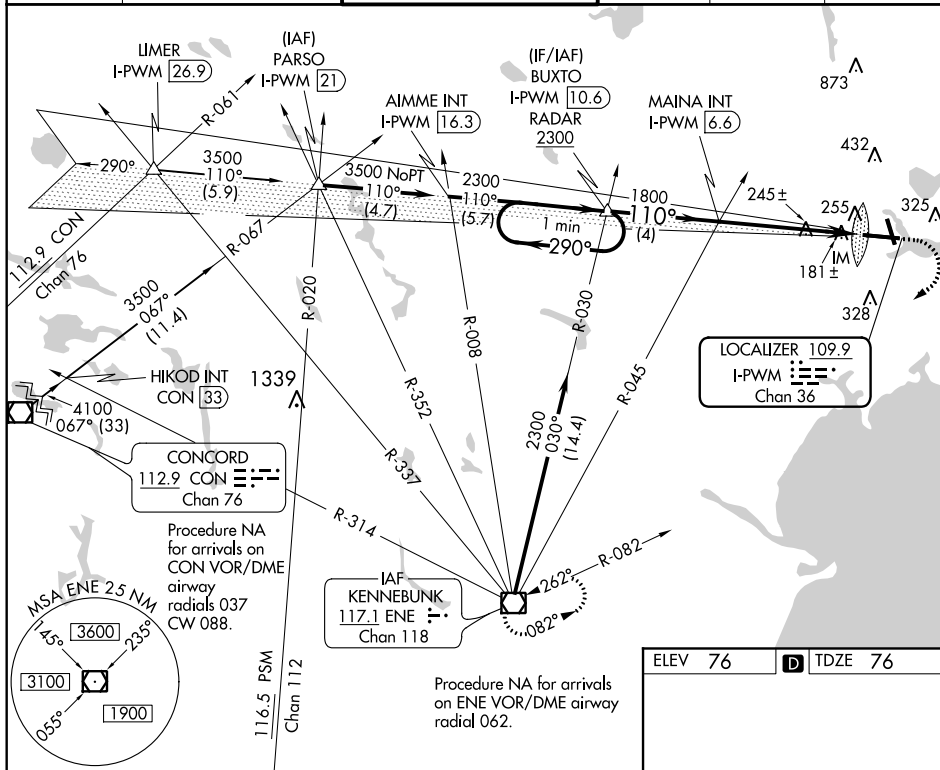 LIMER
I-PWM 26.9
(IAF)
PARSO
I-PWM 21
AIMME INT
I-PWM 16.3
(IF/IAF)
BUXTO
I-PWM 10.6
RADAR
2300
MAINA INT
I-PWM 6.6
873
432
325
255
245±
181±
IM
328
R-061
290°
3500
110°
(5.9)
3500 NoPT
110°
(4.7)
2300
110°
(5.7)
1 min
290°
1800
110°
(4)
R-067
R-020
R-008
R-030
R-045
112.9 CON
Chan 76
3500
067°
(11.4)
HIKOD INT
CON 33
1339
4100
067° (33)
R-352
R-337
R-314
2300
030°
(14.4)
LOCALIZER 109.9
I-PWM
Chan 36
CONCORD
112.9 CON
Chan 76
Procedure NA
for arrivals on
CON VOR/DME
airway
radials 037
CW 088.
IAF
KENNEBUNK
117.1 ENE
Chan 118
262°
R-082
082°
MSA ENE 25 NM
145°
3600
235°
3100
1900
055°
116.5 PSM
Chan 112
Procedure NA for arrivals
on ENE VOR/DME airway
radial 062.
ELEV 76
D TDZE 76